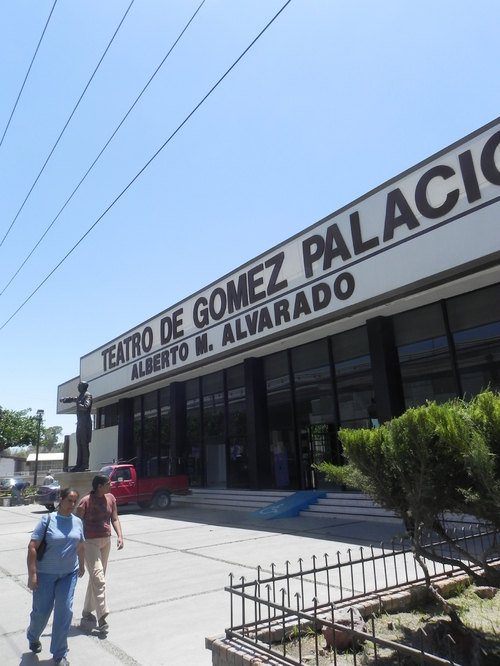 TEATRO DE GOMEZ PALACIO
ALBERTO M. ALVARADO